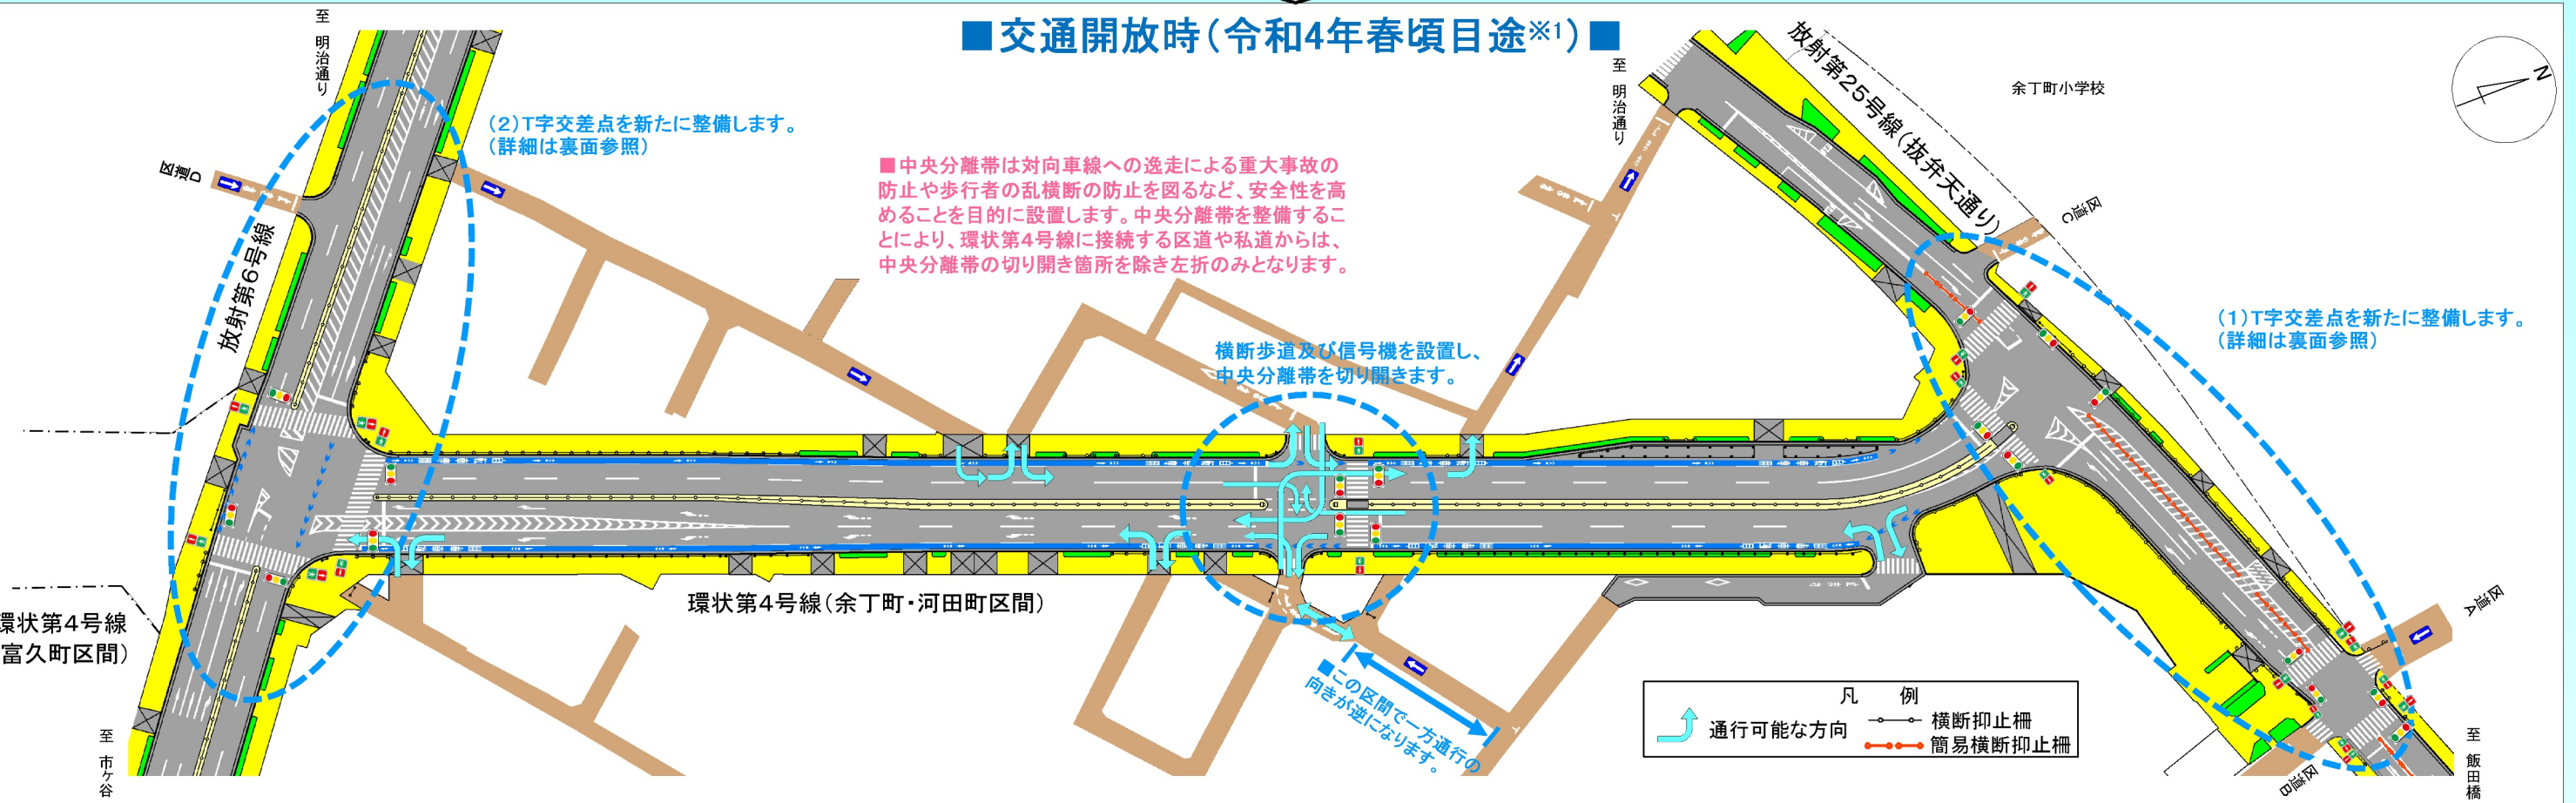 ■交通開放時(令和4年春頃目途※1)■
至 明治通り
(2)T字交差点を新たに整備します。
(詳細は裏面参照)
区道D
放射第6号線
■中央分離帯は対向車線への逸走による重大事故の
防止や歩行者の乱横断の防止を図るなど、安全性を高
めることを目的に設置します。中央分離帯を整備するこ
とにより、環状第4号線に接続する区道や私道からは、
中央分離帯の切り開き箇所を除き左折のみとなります。
至 明治通り
放射第25号線(抜弁天通り)
余丁町小学校
N
区道C
横断歩道及び信号機を設置し、
中央分離帯を切り開きます。
(1)T字交差点を新たに整備します。
(詳細は裏面参照)
環状第4号線
富久町区間)
環状第4号線(余丁町・河田町区間)
■この区間で一方通行の
向きが逆になります。
区道A
区道B
至 市ヶ谷
至 飯田橋
凡 例
通行可能な方向
横断抑止柵
簡易横断抑止柵